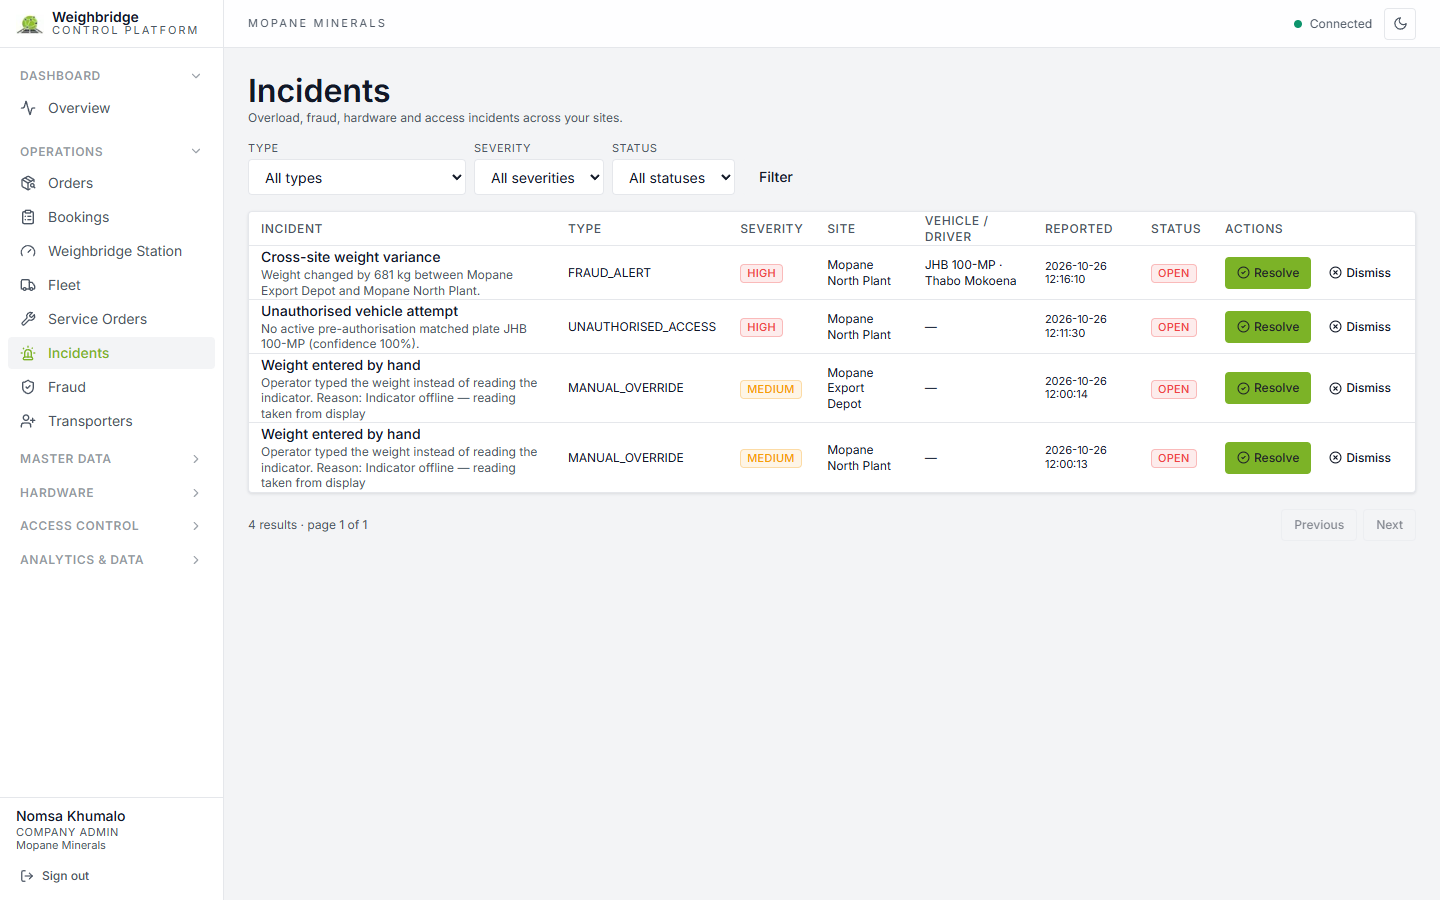 Weighbridge
CONTROL PLATFORM
MOPANE MINERALS
Connected
DASHBOARD
Overview
OPERATIONS
Orders
Bookings
Weighbridge Station
Fleet
Service Orders
Incidents
Fraud
Transporters
MASTER DATA
HARDWARE
ACCESS CONTROL
ANALYTICS & DATA
Nomsa Khumalo
COMPANY ADMIN
Mopane Minerals
Sign out
Incidents
Overload, fraud, hardware and access incidents across your sites.
TYPE SEVERITY STATUS
All types All severities All statuses Filter
INCIDENT TYPE SEVERITY SITE VEHICLE / DRIVER REPORTED STATUS ACTIONS
Cross-site weight variance
Weight changed by 681 kg between Mopane
Export Depot and Mopane North Plant.
FRAUD_ALERT
HIGH
Mopane
North Plant
JHB 100-MP ·
Thabo Mokoena
2026-10-26
12:16:10
OPEN
Resolve Dismiss
Unauthorised vehicle attempt
No active pre-authorisation matched plate JHB
100-MP (confidence 100%).
UNAUTHORISED_ACCESS
HIGH
Mopane
North Plant
—
2026-10-26
12:11:30
OPEN
Resolve Dismiss
Weight entered by hand
Operator typed the weight instead of reading the
indicator. Reason: Indicator offline — reading
taken from display
MANUAL_OVERRIDE
MEDIUM
Mopane
Export
Depot
—
2026-10-26
12:00:14
OPEN
Resolve Dismiss
Weight entered by hand
Operator typed the weight instead of reading the
indicator. Reason: Indicator offline — reading
taken from display
MANUAL_OVERRIDE
MEDIUM
Mopane
North Plant
—
2026-10-26
12:00:13
OPEN
Resolve Dismiss
4 results · page 1 of 1
Previous Next